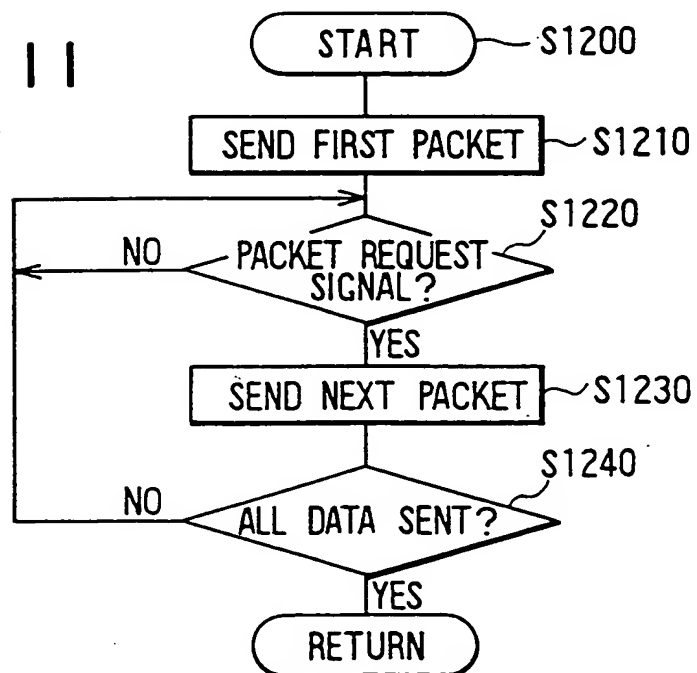 11
START
S1200
SEND FIRST PACKET
S1210
S1220
NO
PACKET REQUEST
SIGNAL?
YES
SEND NEXT PACKET
S1230
S1240
NO
ALL DATA SENT?
YES
RETURN